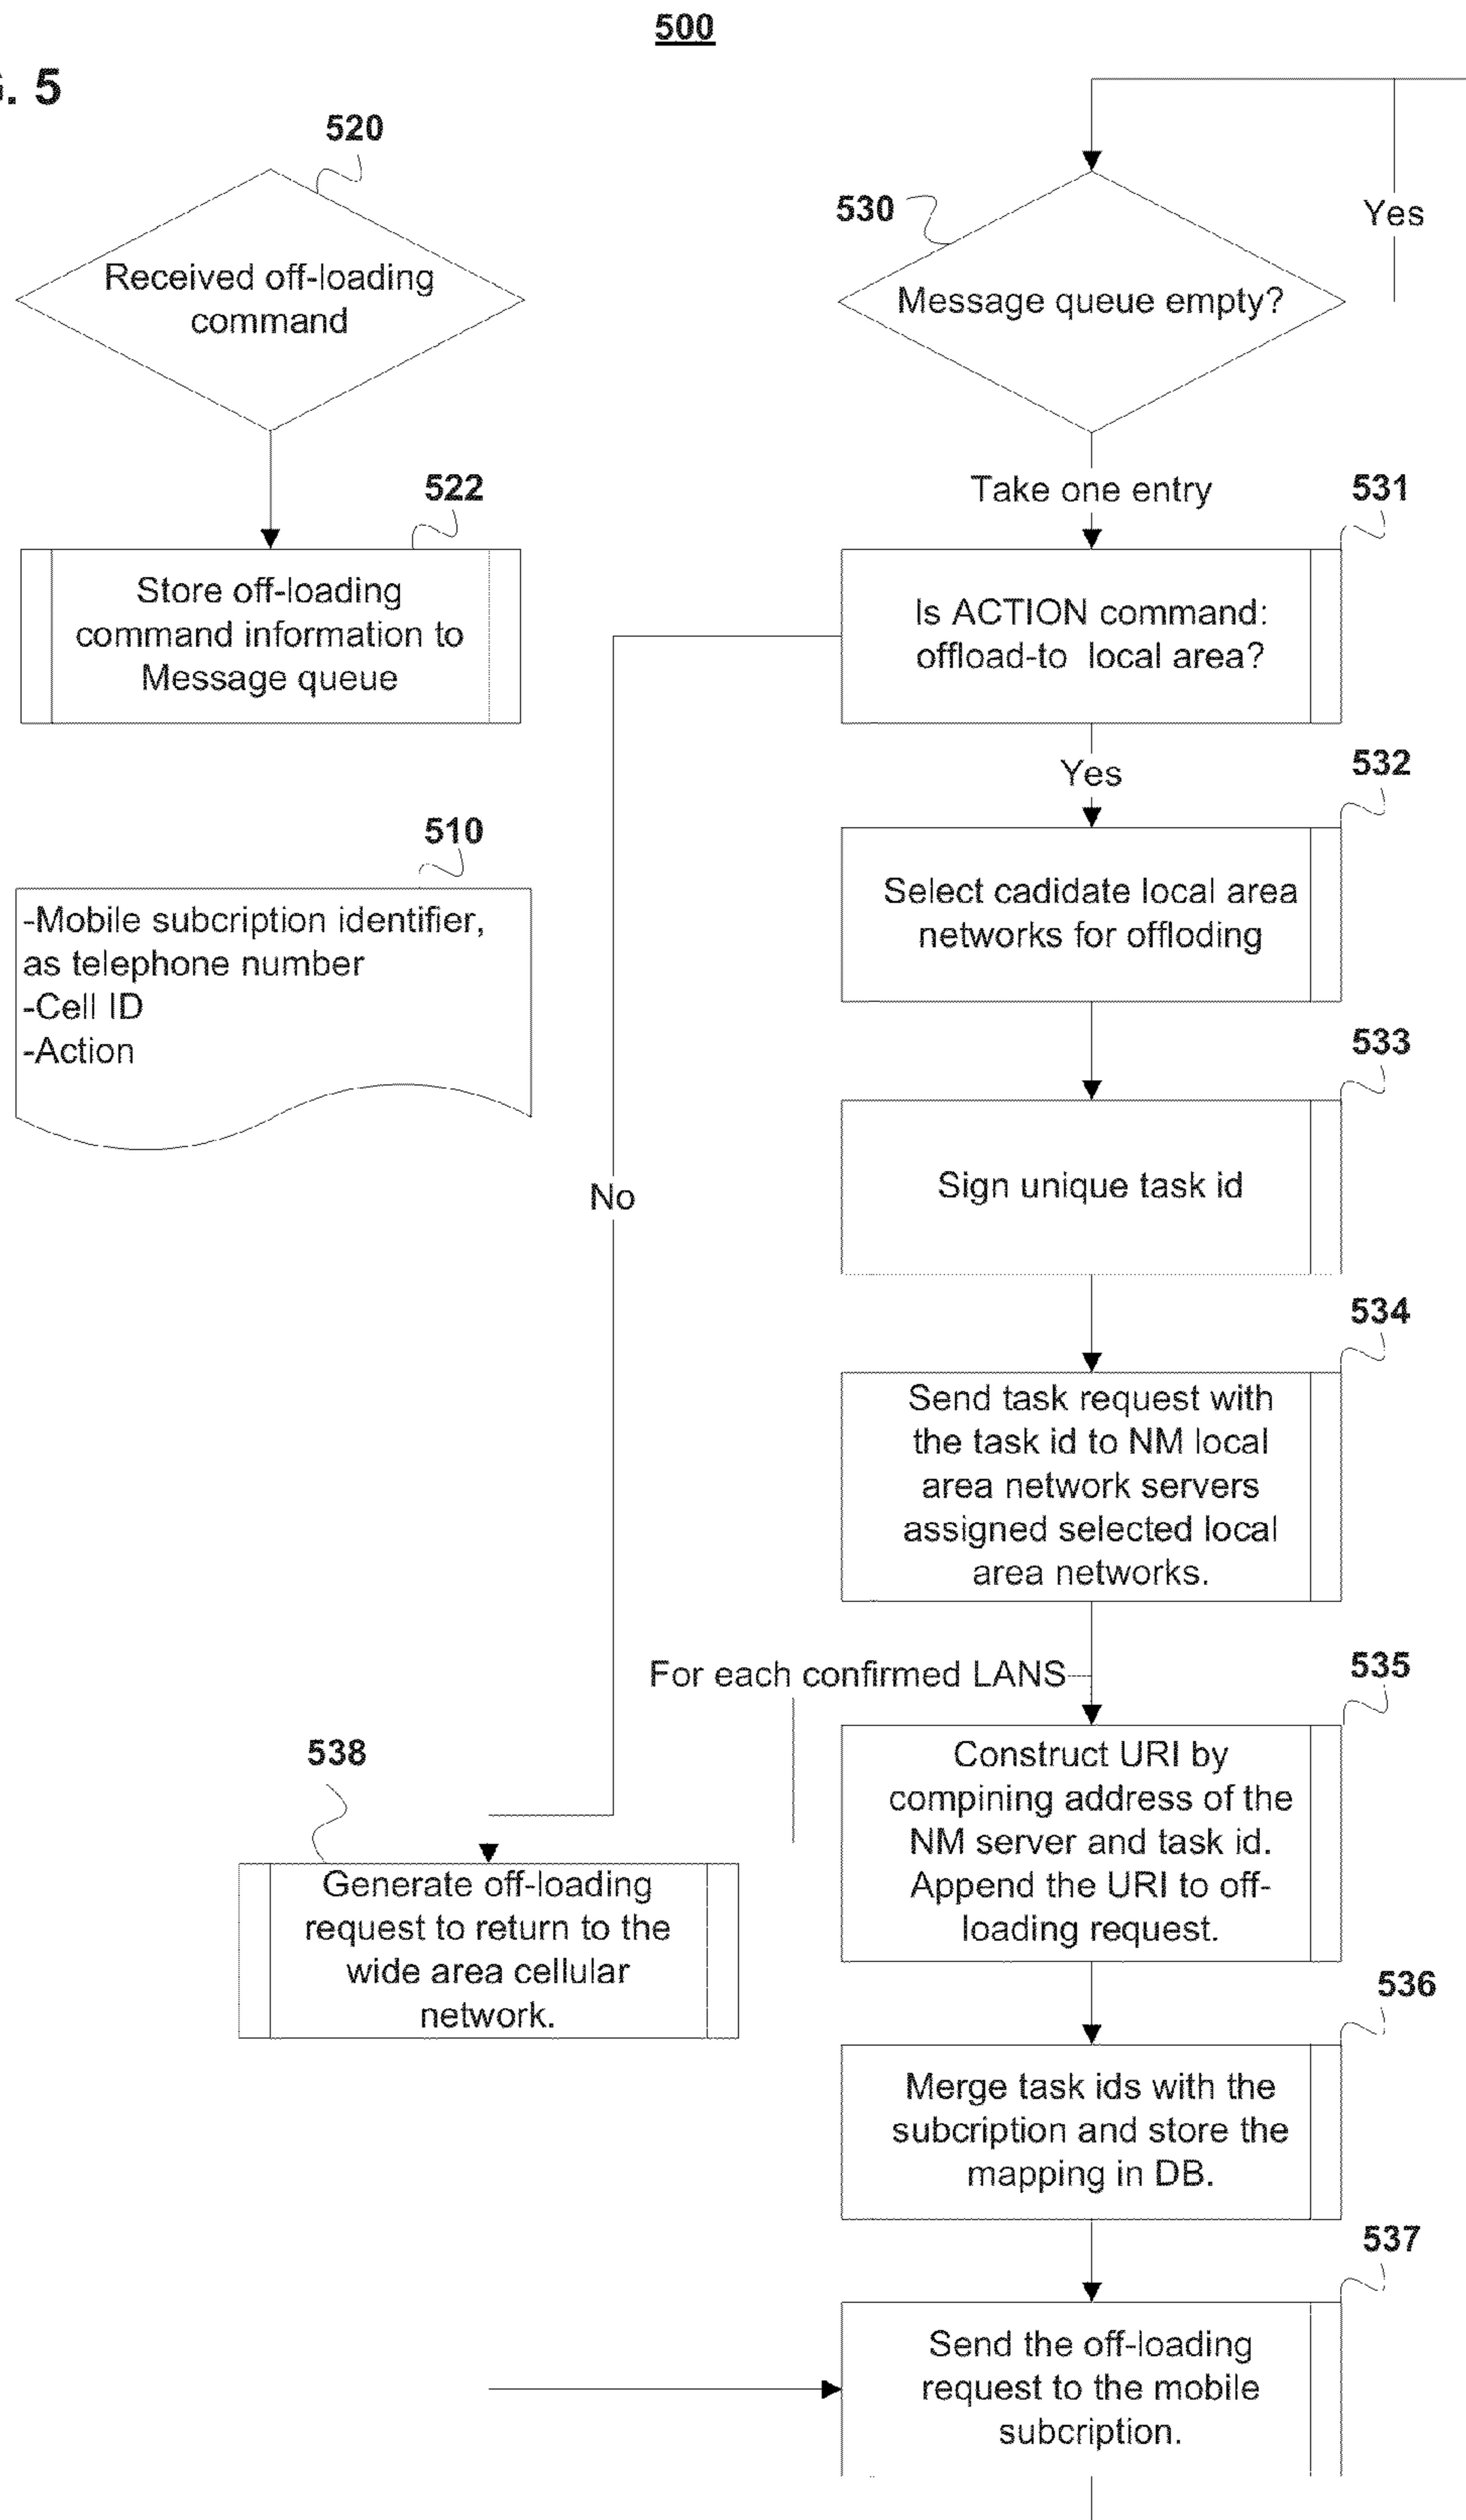 500
G. 5
520
Received off-loading
command
522
Store off-loading
command information to
Message queue
510
-Mobile subcription identifier,
as telephone number
-Cell ID
-Action
530
Message queue empty?
Yes
Take one entry
531
Is ACTION command:
offload-to local area?
Yes
No
532
Select cadidate local area
networks for offloding
533
Sign unique task id
534
Send task request with
the task id to NM local
area network servers
assigned selected local
area networks.
For each confirmed LANS
535
Construct URI by
compining address of the
NM server and task id.
Append the URI to off-
loading request.
538
Generate off-loading
request to return to the
wide area cellular
network.
536
Merge task ids with the
subcription and store the
mapping in DB.
537
Send the off-loading
request to the mobile
subcription.